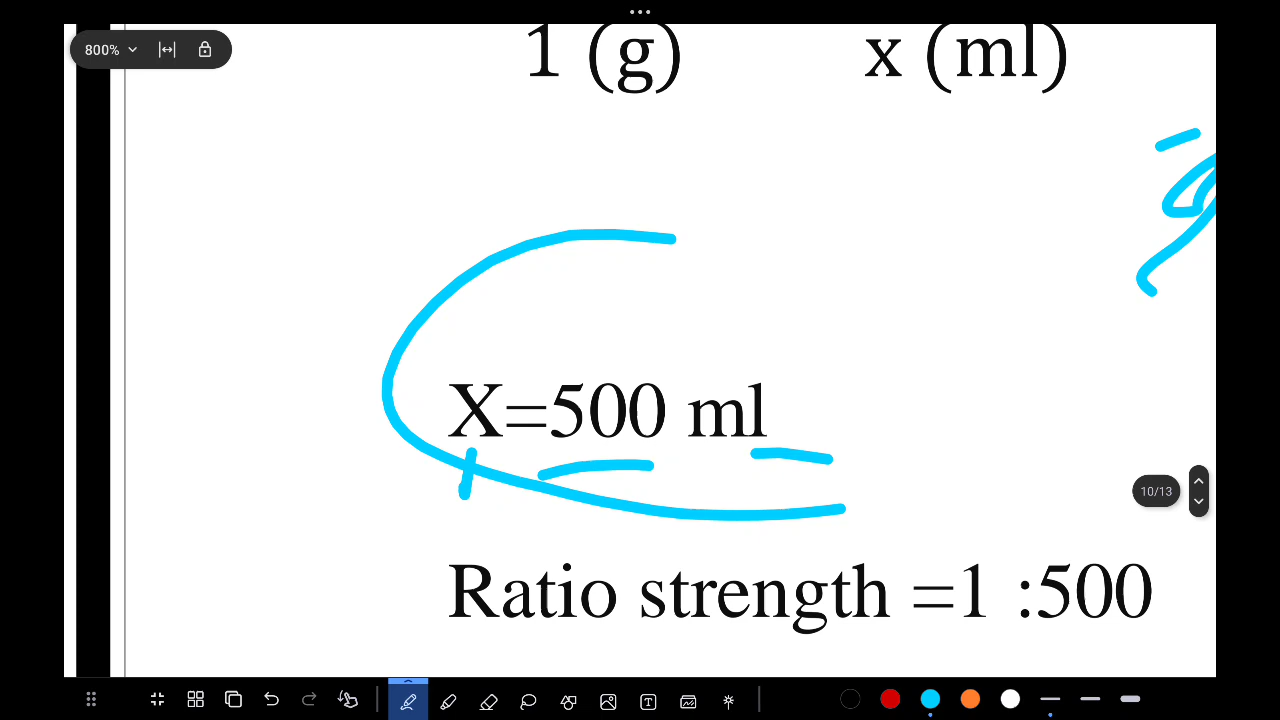 800%
1 (g) x (ml)
X=500 ml
10/13
Ratio strength =1 :500